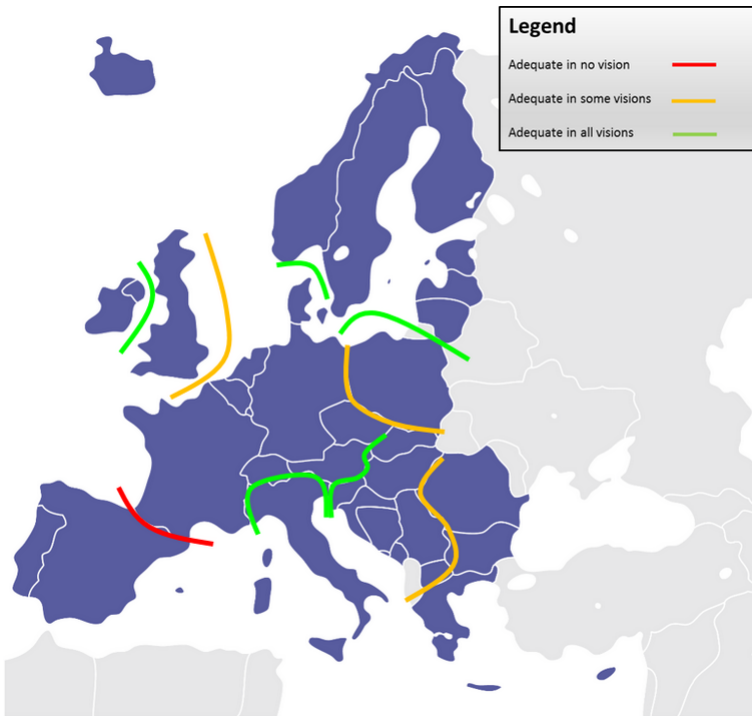 Legend
Adequate in no vision
Adequate in some visions
Adequate in all visions